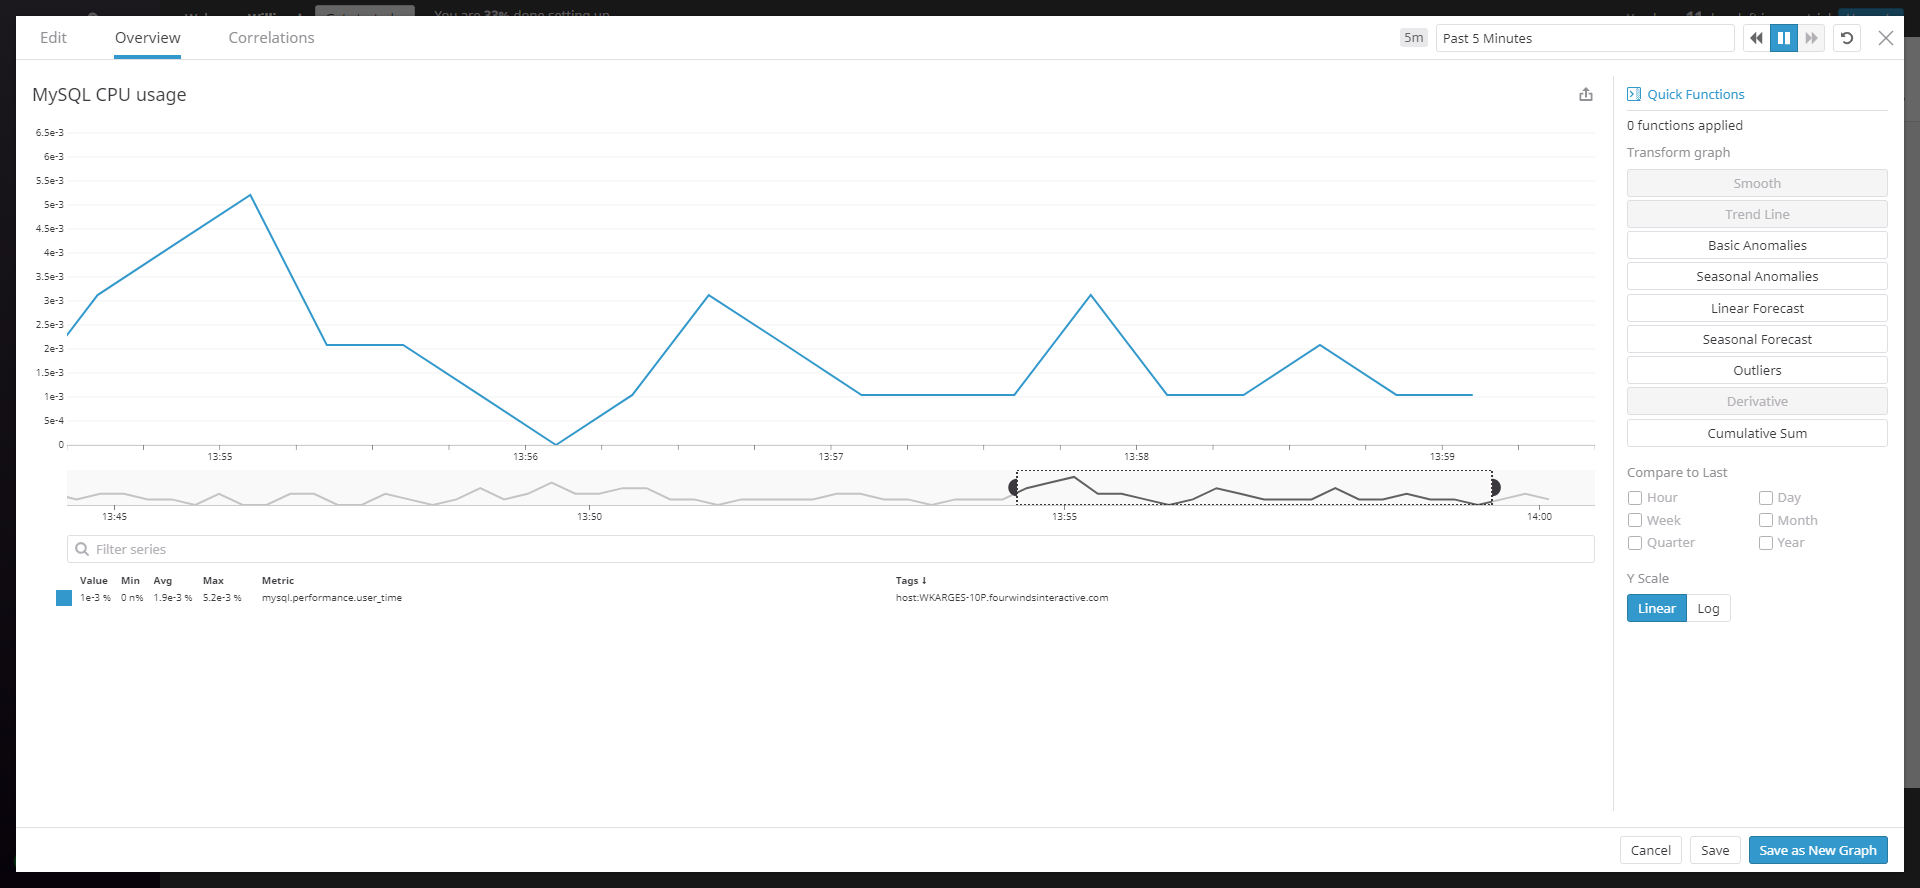 You are 33% done setting up
Edit
Overview
Correlations
5m
Past 5 Minutes
MySQL CPU usage
6.5e-3
6e-3
5.5e-3
5e-3
4.5e-3
4e-3
3.5e-3
3e-3
2.5e-3
2e-3
1.5e-3
1e-3
5e-4
0
13:55
13:56
13:57
13:58
13:59
13:45
13:50
13:55
14:00
Filter series
Value Min Avg Max Metric Tags ↓
1e-3 % 0 n% 1.9e-3 % 5.2e-3 % mysql.performance.user_time host:WKARGES-10P.fourwindsinteractive.com
Quick Functions
0 functions applied
Transform graph
Smooth
Trend Line
Basic Anomalies
Seasonal Anomalies
Linear Forecast
Seasonal Forecast
Outliers
Derivative
Cumulative Sum
Compare to Last
Hour Day
Week Month
Quarter Year
Y Scale
Linear Log
Cancel Save Save as New Graph